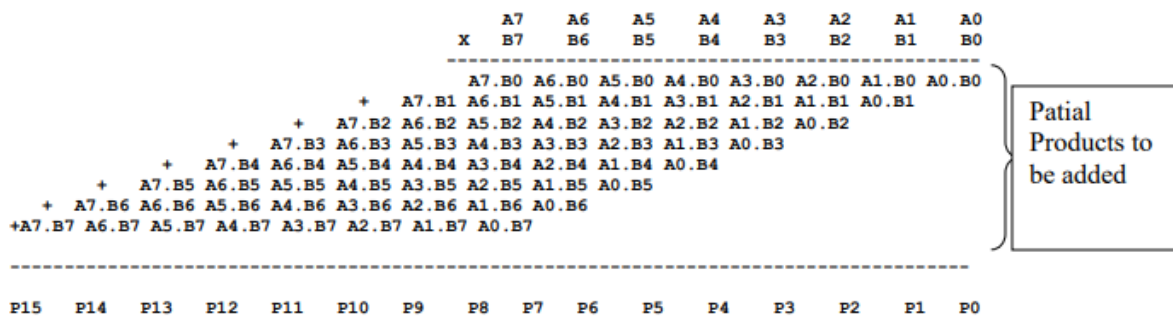 A7 A6 A5 A4 A3 A2 A1 A0
X B7 B6 B5 B4 B3 B2 B1 B0
--------------------------------------------------
A7.B0 A6.B0 A5.B0 A4.B0 A3.B0 A2.B0 A1.B0 A0.B0
+ A7.B1 A6.B1 A5.B1 A4.B1 A3.B1 A2.B1 A1.B1 A0.B1
+ A7.B2 A6.B2 A5.B2 A4.B2 A3.B2 A2.B2 A1.B2 A0.B2
+ A7.B3 A6.B3 A5.B3 A4.B3 A3.B3 A2.B3 A1.B3 A0.B3
+ A7.B4 A6.B4 A5.B4 A4.B4 A3.B4 A2.B4 A1.B4 A0.B4
+ A7.B5 A6.B5 A5.B5 A4.B5 A3.B5 A2.B5 A1.B5 A0.B5
+ A7.B6 A6.B6 A5.B6 A4.B6 A3.B6 A2.B6 A1.B6 A0.B6
+A7.B7 A6.B7 A5.B7 A4.B7 A3.B7 A2.B7 A1.B7 A0.B7
--------------------------------------------------
P15 P14 P13 P12 P11 P10 P9 P8 P7 P6 P5 P4 P3 P2 P1 P0
Patial
Products to
be added